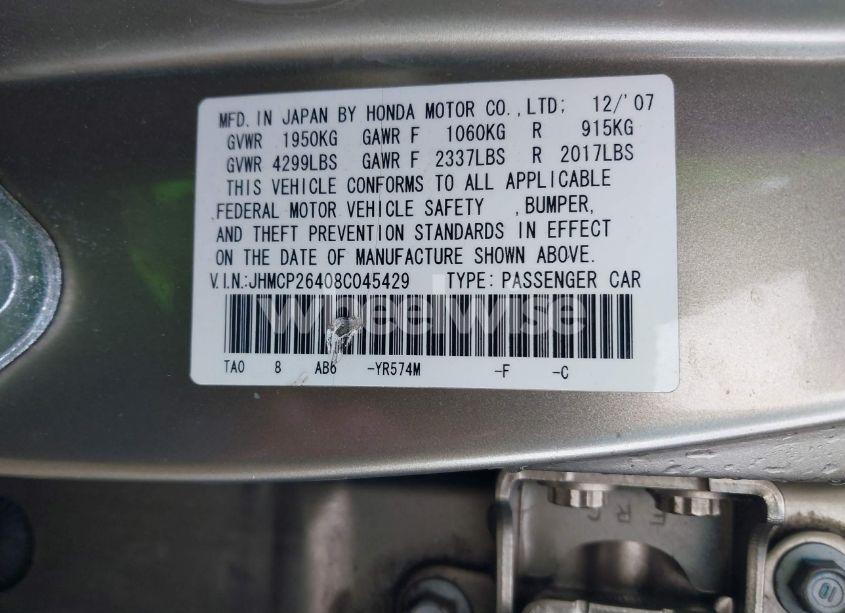 MFD. IN JAPAN BY HONDA MOTOR CO.,LTD; 12/'07
GVWR 1950KG GAWR F 1060KG R 915KG
GVWR 4299LBS GAWR F 2337LBS R 2017LBS
THIS VEHICLE CONFORMS TO ALL APPLICABLE
FEDERAL MOTOR VEHICLE SAFETY ,BUMPER,
AND THEFT PREVENTION STANDARDS IN EFFECT
ON THE DATE OF MANUFACTURE SHOWN ABOVE.
V.I.N.:JHMCP26408C045429 TYPE: PASSENGER CAR
wheelwise
TA0 8 AB6 -YR574M -F -C